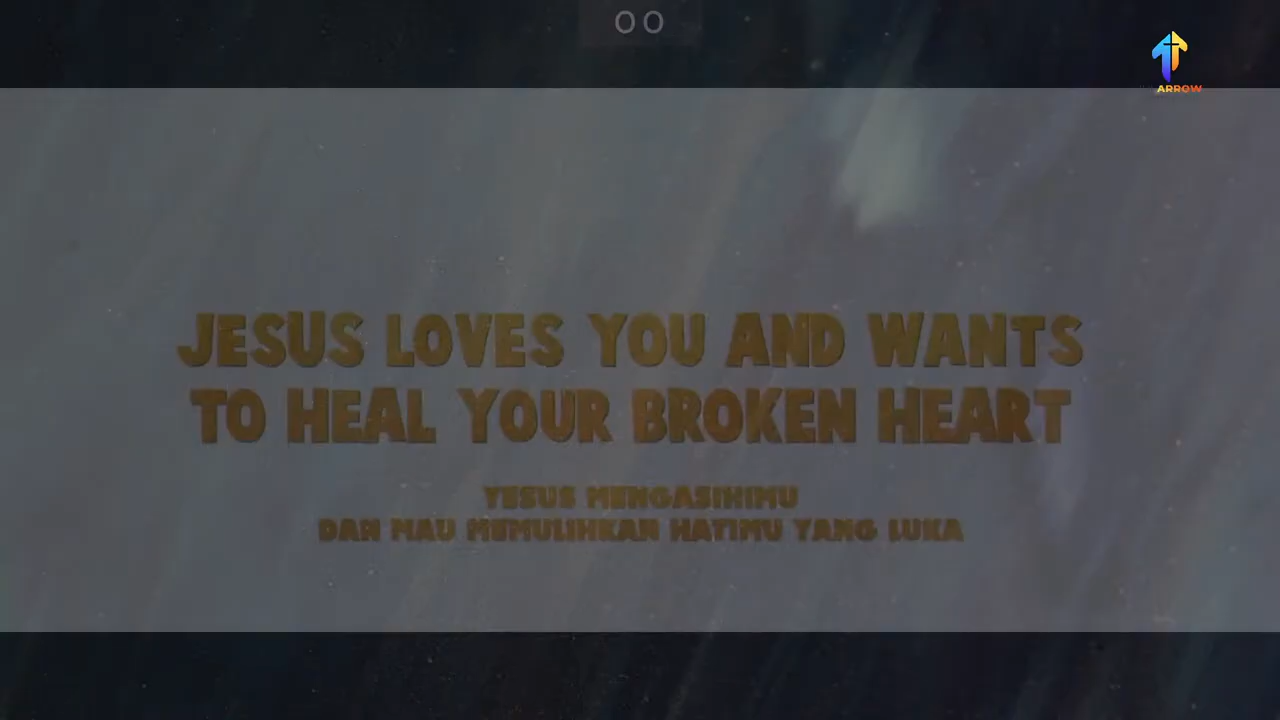 00
ARROW
JESUS LOVES YOU AND WANTS
TO HEAL YOUR BROKEN HEART
YESUS MENGASIHIMU
DAN MAU MEMULIHKAN HATIMU YANG LUKA